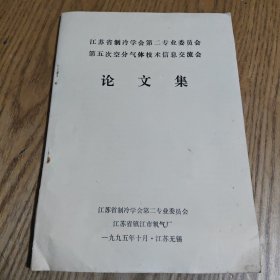 江苏省制冷学会第二专业委员会
第五次空分气体技术信息交流会
论文集
江苏省制冷学会第二专业委员会
江苏省镇江市氧气厂
一九九五年十月·江苏无锡